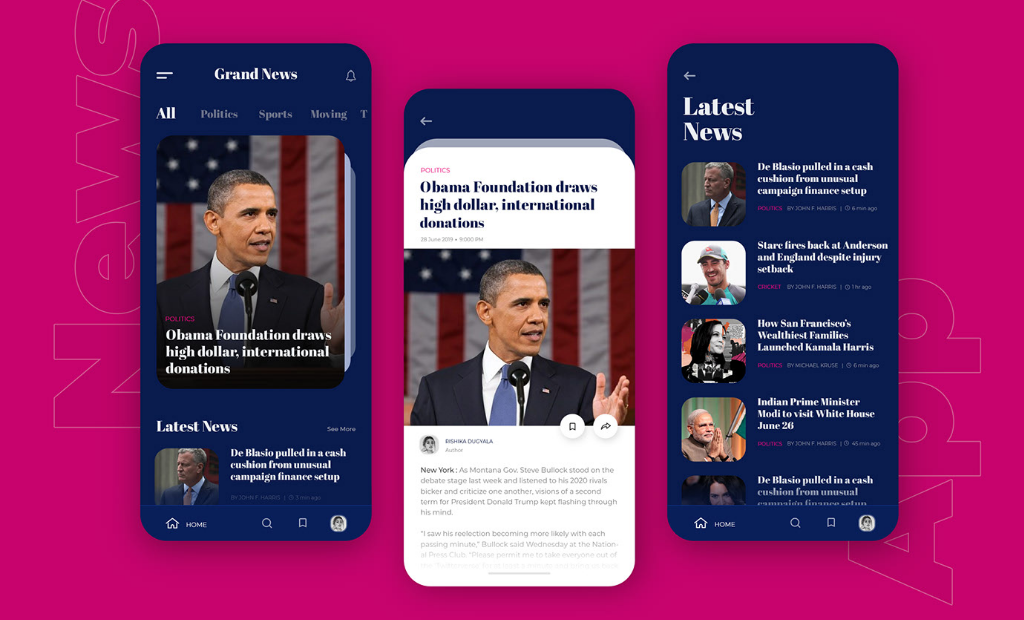 News
App
Grand News
All Politics Sports Moving T
POLITICS
Obama Foundation draws
high dollar, international
donations
Latest News
See More
De Blasio pulled in a cash
cushion from unusual
campaign finance setup
BY JOHN F. HARRIS | 3 min ago
HOME
POLITICS
Obama Foundation draws
high dollar, international
donations
28 June 2019 • 9:000 PM
RISHIKA DUGYALA
Author
New York : As Montana Gov. Steve Bullock stood on the
debate stage last week and listened to his 2020 rivals
bicker and criticize one another, visions of a second
term for President Donald Trump kept flashing through
his mind.
"I saw his reelection becoming more likely with each
passing minute," Bullock said Wednesday at the Nation-
al Press Club. "Please permit me to take everyone out of
Latest
News
De Blasio pulled in a cash
cushion from unusual
campaign finance setup
POLITICS BY JOHN F. HARRIS | 6 min ago
Starc fires back at Anderson
and England despite injury
setback
CRICKET BY JOHN F. HARRIS | 1 hr ago
How San Francisco's
Wealthiest Families
Launched Kamala Harris
POLITICS BY MICHAEL KRUSE | 6 min ago
Indian Prime Minister
Modi to visit White House
June 26
POLITICS BY JOHN F. HARRIS | 45 min ago
De Blasio pulled in a cash
cushion from unusual
campaign finance setup
HOME